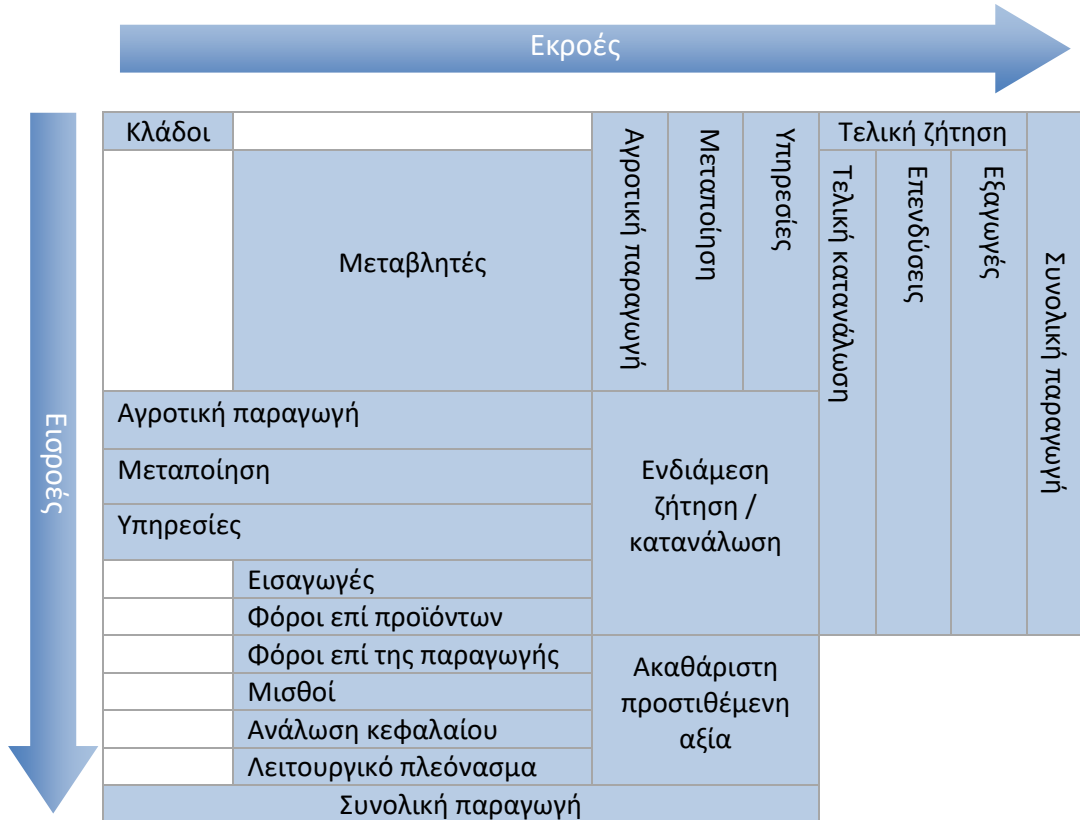 Εκροές
Εισροές
Κλάδοι
Μεταβλητές
Αγροτική παραγωγή
Μεταποίηση
Υπηρεσίες
Τελική ζήτηση
Τελική κατανάλωση
Επενδύσεις
Εξαγωγές
Συνολική παραγωγή
Αγροτική παραγωγή
Μεταποίηση
Υπηρεσίες
Ενδιάμεση
ζήτηση /
κατανάλωση
Εισαγωγές
Φόροι επί προϊόντων
Φόροι επί της παραγωγής
Μισθοί
Ανάλωση κεφαλαίου
Λειτουργικό πλεόνασμα
Ακαθάριστη
προστιθέμενη
αξία
Συνολική παραγωγή